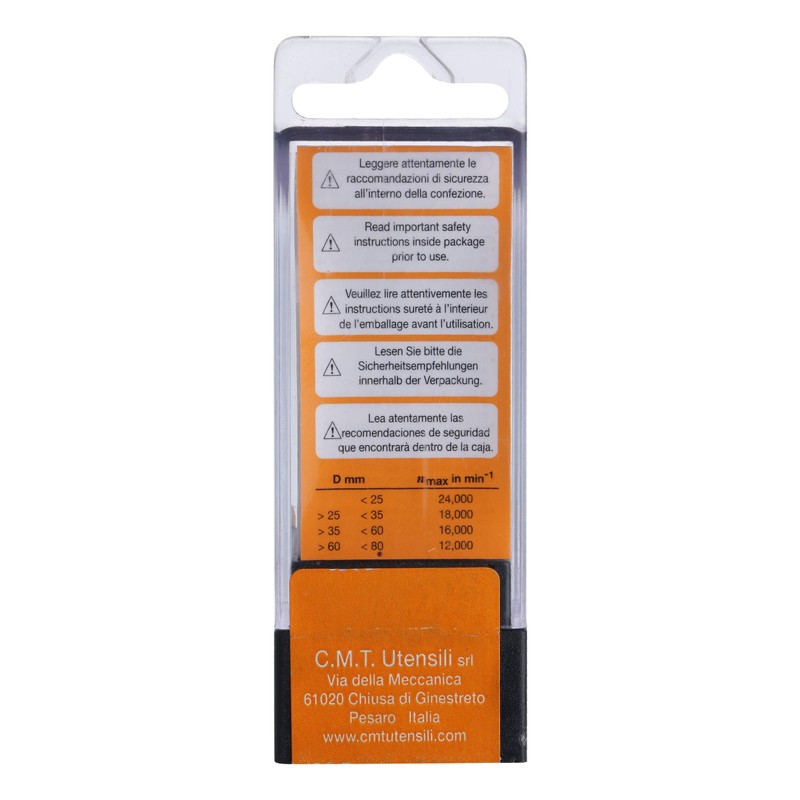 Leggere attentamente le
raccomandazioni di sicurezza
all'interno della confezione.
Read important safety
instructions inside package
prior to use.
Veuillez lire attentivemente les
instructions sureté à l'interieur
de l'emballage avant l'utilisation.
Lesen Sie bitte die
Sicherheitsempfehlungen
innerhalb der Verpackung.
Lea atentamente las
recomendaciones de seguridad
que encontrarà dentro de la caja.
D mm n max in min⁻¹
< 25 24,000
> 25 < 35 18,000
> 35 < 60 16,000
> 60 < 80 12,000
C.M.T. Utensili srl
Via della Meccanica
61020 Chiusa di Ginestreto
Pesaro Italia
www.cmtutensili.com